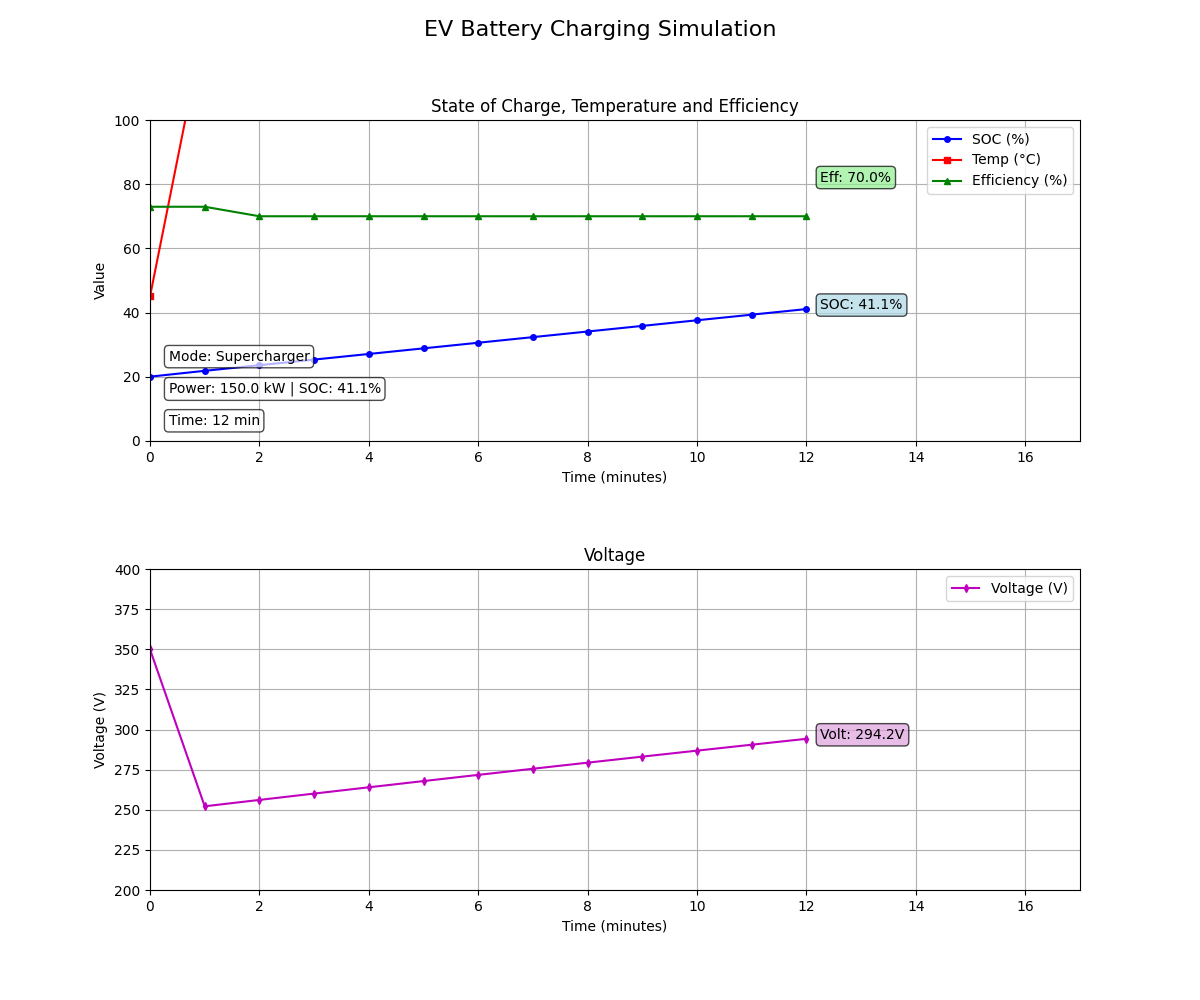 EV Battery Charging Simulation
State of Charge, Temperature and Efficiency
Value
100
80
60
40
20
0
SOC (%)
Temp (°C)
Efficiency (%)
Eff: 70.0%
SOC: 41.1%
Mode: Supercharger
Power: 150.0 kW | SOC: 41.1%
Time: 12 min
0 2 4 6 8 10 12 14 16
Time (minutes)
Voltage
Voltage (V)
400
375
350
325
300
275
250
225
200
Voltage (V)
Volt: 294.2V
0 2 4 6 8 10 12 14 16
Time (minutes)